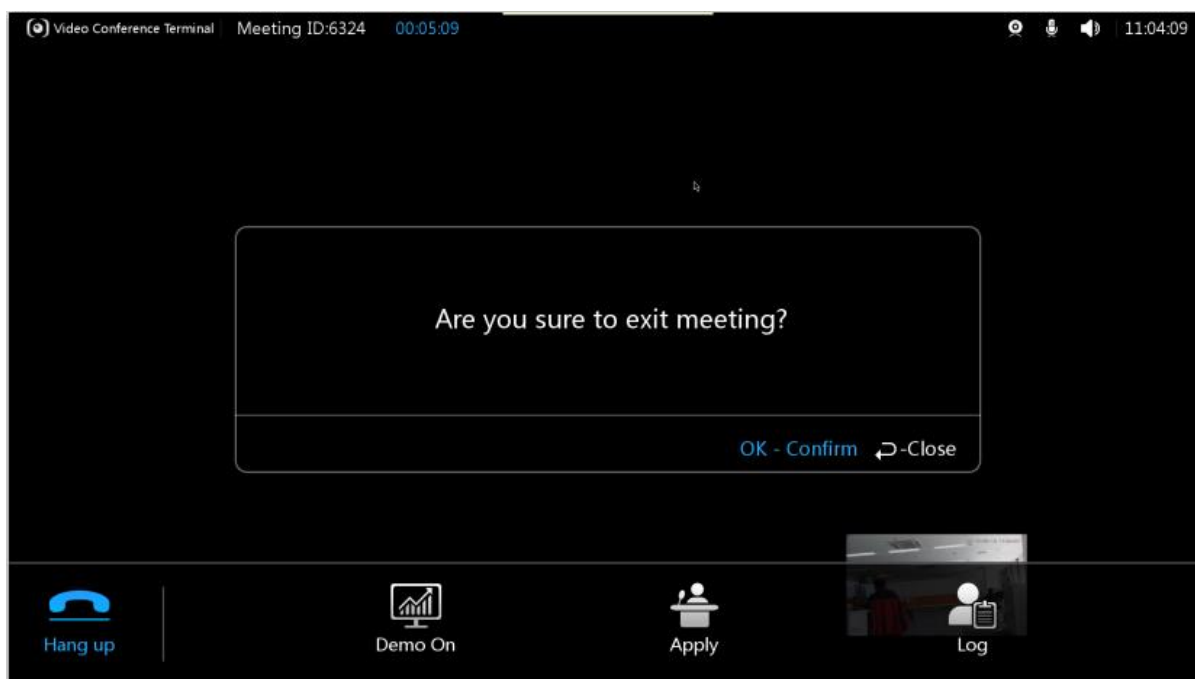 Video Conference Terminal Meeting ID:6324 00:05:09 11:04:09
Are you sure to exit meeting?
OK - Confirm -Close
Hang up Demo On Apply Log